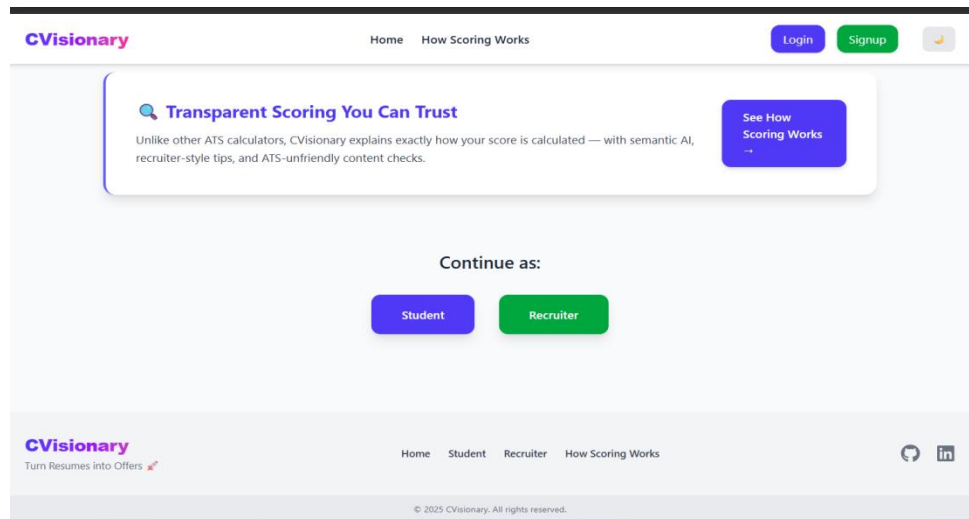 CVisionary
Home How Scoring Works
Login Signup
Transparent Scoring You Can Trust
Unlike other ATS calculators, CVisionary explains exactly how your score is calculated — with semantic AI,
recruiter-style tips, and ATS-unfriendly content checks.
See How
Scoring Works
→
Continue as:
Student Recruiter
CVisionary
Turn Resumes into Offers 🚀
Home Student Recruiter How Scoring Works
in
© 2025 CVisionary. All rights reserved.